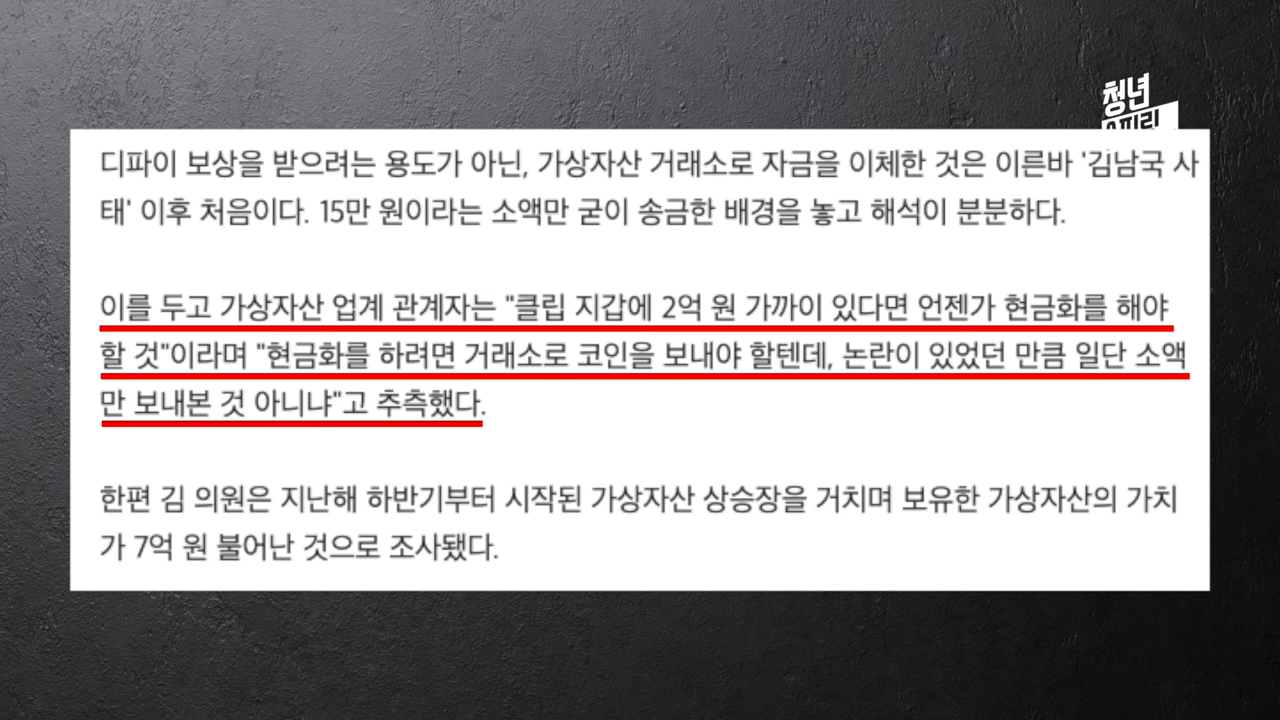 청년
디파이 보상을 받으려는 용도가 아닌, 가상자산 거래소로 자금을 이체한 것은 이른바 '김남국 사
태' 이후 처음이다. 15만 원이라는 소액만 굳이 송금한 배경을 놓고 해석이 분분하다.
이를 두고 가상자산 업계 관계자는 "클립 지갑에 2억 원 가까이 있다면 언젠가 현금화를 해야
할 것"이라며 "현금화를 하려면 거래소로 코인을 보내야 할텐데, 논란이 있었던 만큼 일단 소액
만 보내본 것 아니냐"고 추측했다.
한편 김 의원은 지난해 하반기부터 시작된 가상자산 상승장을 거치며 보유한 가상자산의 가치
가 7억 원 불어난 것으로 조사됐다.